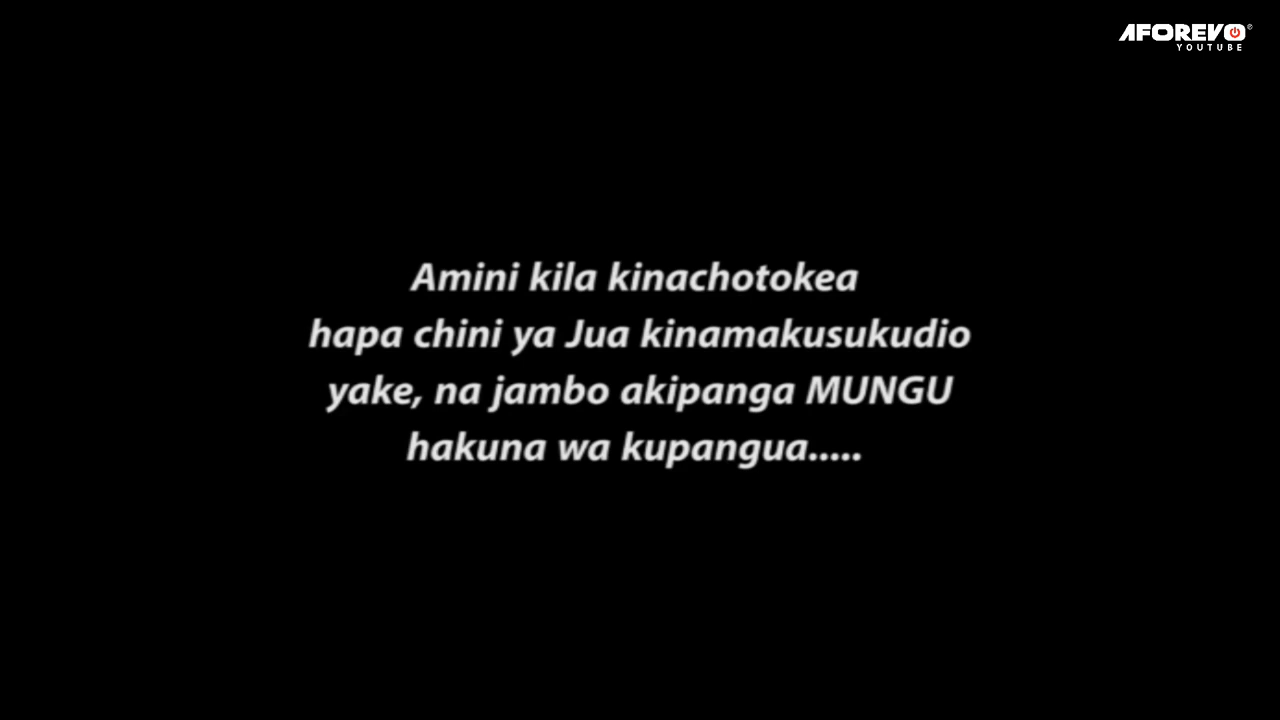 AFOREVO
YOUTUBE
Amini kila kinachotokea
hapa chini ya Jua kinamakusukudio
yake, na jambo akipanga MUNGU
hakuna wa kupangua.....